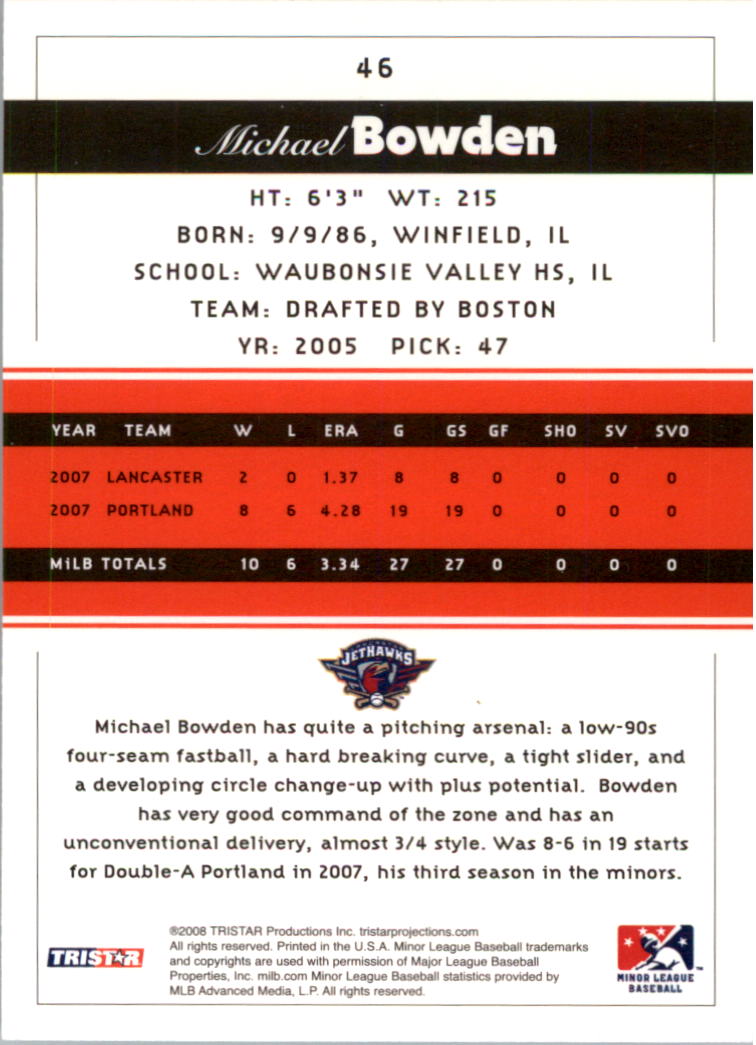 46
Michael Bowden
HT: 6'3" WT: 215
BORN: 9/9/86, WINFIELD, IL
SCHOOL: WAUBONSIE VALLEY HS, IL
TEAM: DRAFTED BY BOSTON
YR: 2005 PICK: 47
YEAR TEAM W L ERA G GS GF SHO SV SVO
2007 LANCASTER 2 0 1.37 8 8 0 0 0 0
2007 PORTLAND 8 6 4.28 19 19 0 0 0 0
MiLB TOTALS 10 6 3.34 27 27 0 0 0 0
JETHAWKS
Michael Bowden has quite a pitching arsenal: a low-90s
four-seam fastball, a hard breaking curve, a tight slider, and
a developing circle change-up with plus potential. Bowden
has very good command of the zone and has an
unconventional delivery, almost 3/4 style. Was 8-6 in 19 starts
for Double-A Portland in 2007, his third season in the minors.
©2008 TRISTAR Productions Inc. tristarprojections.com
All rights reserved. Printed in the U.S.A. Minor League Baseball trademarks
and copyrights are used with permission of Major League Baseball
Properties, Inc. milb.com Minor League Baseball statistics provided by
MLB Advanced Media, L.P. All rights reserved.
TRISTAR
MINOR LEAGUE
BASEBALL